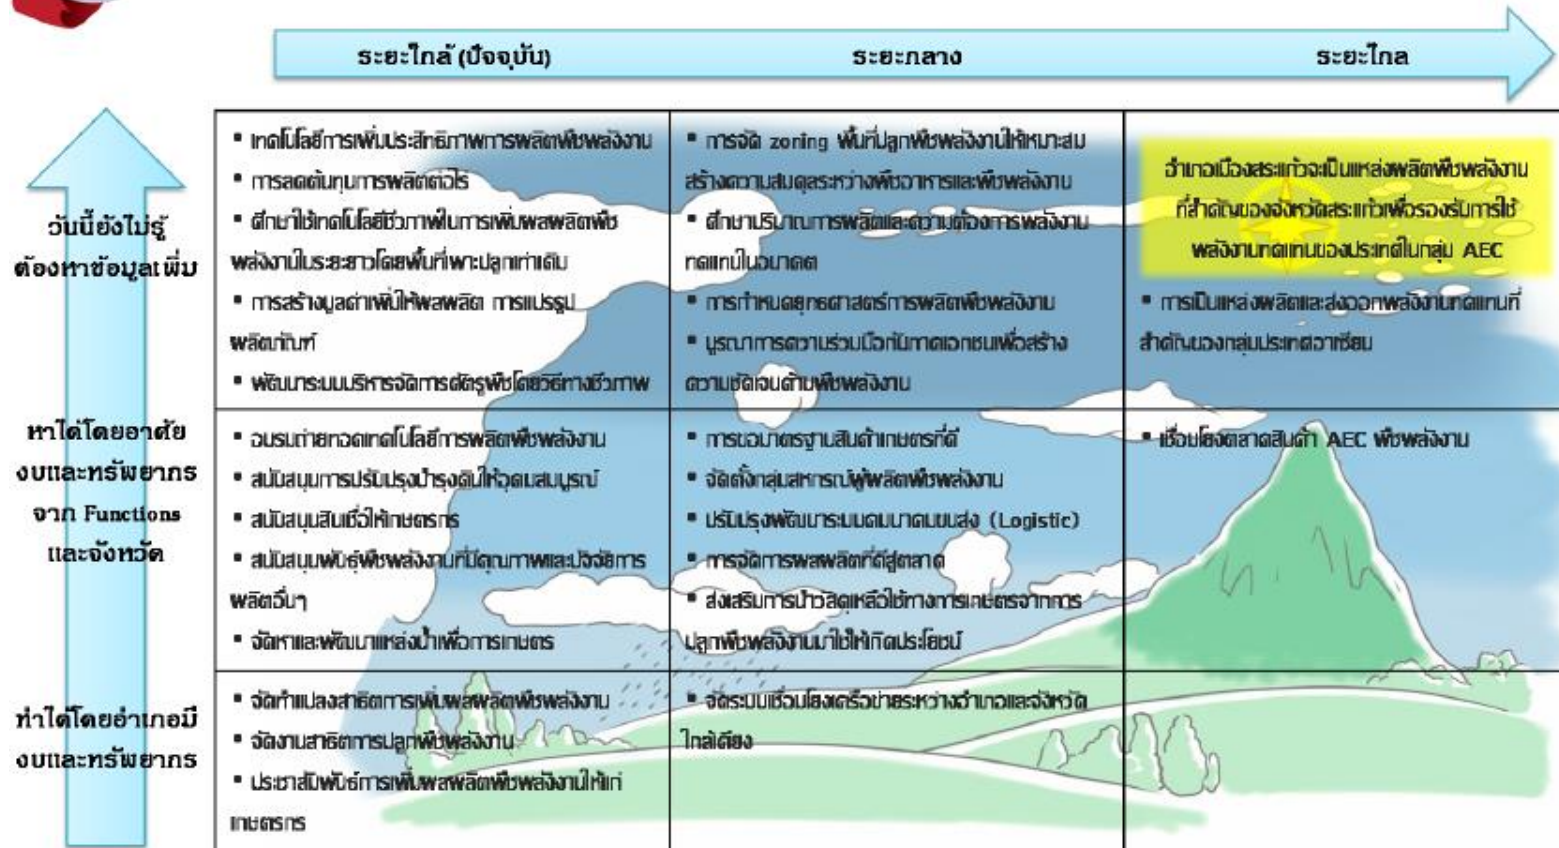 ระยะใกล้ (ปัจจุบัน)
ระยะกลาง
ระยะไกล
วันนี้ยังไม่รู้
ต้องหาข้อมูลเพิ่ม
▪ เทคโนโลยีการเพิ่มประสิทธิภาพการผลิตพืชพลังงาน
▪ การลดต้นทุนการผลิตต่อไร่
▪ ศึกษาใช้เทคโนโลยีชีวภาพในการเพิ่มผลผลิตพืช
พลังงานในระยะยาวโดยพื้นที่เพาะปลูกเท่าเดิม
▪ การสร้างมูลค่าเพิ่มให้ผลผลิต การแปรรูป
ผลิตภัณฑ์
▪ พัฒนาระบบบริหารจัดการศัตรูพืชโดยวิธีทางชีวภาพ
▪ การจัด zoning พื้นที่ปลูกพืชพลังงานให้เหมาะสม
สร้างความสมดุลระหว่างพืชอาหารและพืชพลังงาน
▪ ศึกษาปริมาณการผลิตและความต้องการพลังงาน
ทดแทนในอนาคต
▪ การกำหนดยุทธศาสตร์การผลิตพืชพลังงาน
▪ บูรณาการความร่วมมือกับภาคเอกชนเพื่อสร้าง
ความชัดเจนด้านพืชพลังงาน
อำเภอเมืองสระแก้วจะเป็นแหล่งผลิตพืชพลังงาน
ที่สำคัญของจังหวัดสระแก้วเพื่อรองรับการใช้
พลังงานทดแทนของประเทศในกลุ่ม AEC
▪ การเป็นแหล่งผลิตและส่งออกพลังงานทดแทนที่
สำคัญของกลุ่มประเทศอาเซียน
หาได้โดยอาศัย
งบและทรัพยากร
จาก Functions
และจังหวัด
▪ อบรมถ่ายทอดเทคโนโลยีการผลิตพืชพลังงาน
▪ สนับสนุนการปรับปรุงบำรุงดินให้อุดมสมบูรณ์
▪ สนับสนุนสินเชื่อให้เกษตรกร
▪ สนับสนุนพันธุ์พืชพลังงานที่มีคุณภาพและปัจจัยการ
ผลิตอื่นๆ
▪ จัดหาและพัฒนาแหล่งน้ำเพื่อการเกษตร
▪ การขอมาตรฐานสินค้าเกษตรที่ดี
▪ จัดตั้งกลุ่มสหกรณ์ผู้ผลิตพืชพลังงาน
▪ ปรับปรุงพัฒนาระบบคมนาคมขนส่ง (Logistic)
▪ การจัดการผลผลิตที่ดีสู่ตลาด
▪ ส่งเสริมการนำวัสดุเหลือใช้ทางการเกษตรจากการ
ปลูกพืชพลังงานมาใช้ให้เกิดประโยชน์
▪ เชื่อมโยงตลาดสินค้า AEC พืชพลังงาน
ทำได้โดยอำเภอมี
งบและทรัพยากร
▪ จัดทำแปลงสาธิตการเพิ่มผลผลิตพืชพลังงาน
▪ จัดงานสาธิตการปลูกพืชพลังงาน
▪ ประชาสัมพันธ์การเพิ่มผลผลิตพืชพลังงานให้แก่
เกษตรกร
▪ จัดระบบเชื่อมโยงเครือข่ายระหว่างอำเภอและจังหวัด
ใกล้เคียง